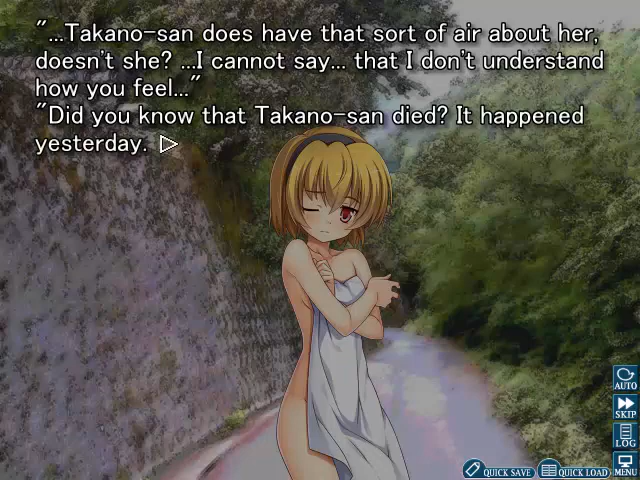 "...Takano-san does have that sort of air about her,
doesn't she? ...I cannot say... that I don't understand
how you feel..."
"Did you know that Takano-san died? It happened
yesterday.
AUTO
SKIP
LOG
QUICK SAVE
QUICK LOAD
MENU